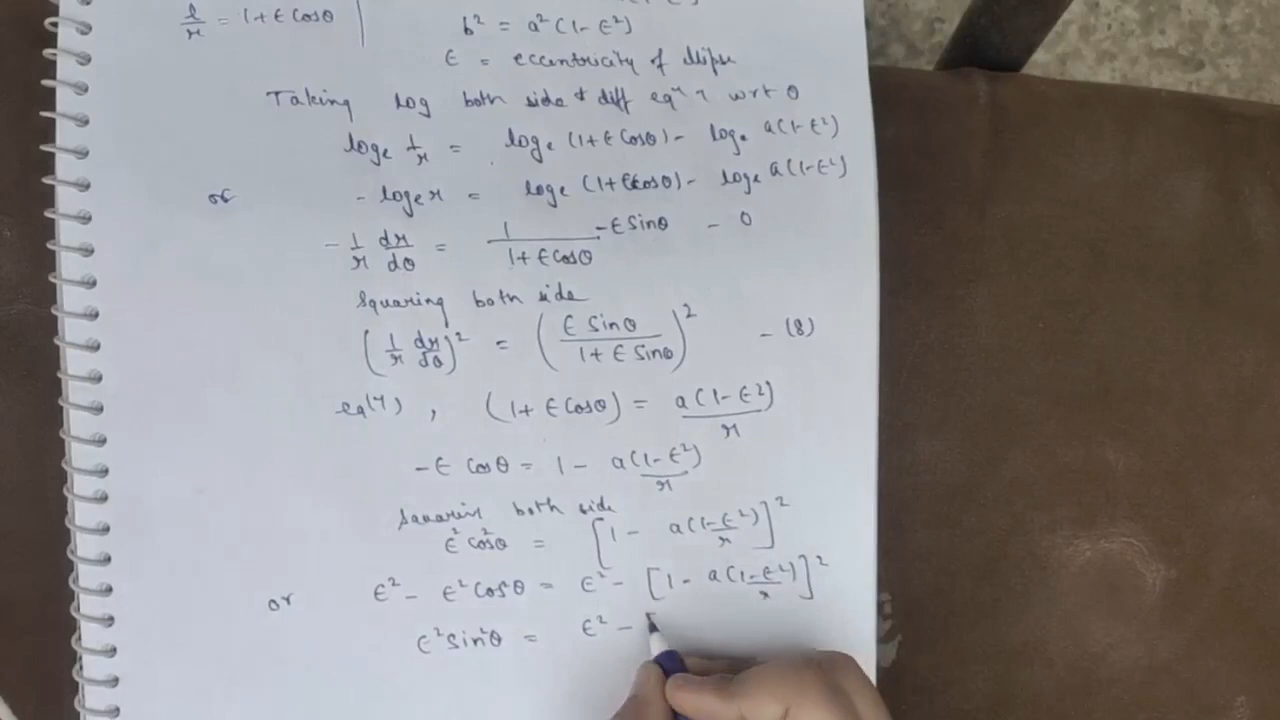 l/r = 1+ϵ Cosθ
b² = a² (1-ϵ²)
ϵ = eccentricity of ellipse
Taking log both side & diff eqⁿ 7 wrt θ
logₑ 1/r = logₑ (1+ϵ Cosθ) - logₑ a(1-ϵ²)
or - logₑ r = logₑ (1+ϵCosθ) - logₑ a(1-ϵ²)
- 1/r dr/dθ = 1/(1+ϵCosθ) -ϵ Sinθ - 0
Squaring both side
(1/r dr/dθ)² = (ϵ Sinθ / 1+ϵ Sinθ)² - (8)
eq(7), (1+ϵCosθ) = a(1-ϵ²)/r
-ϵ Cosθ = 1 - a(1-ϵ²)/r
Squaring both side
ϵ² Cos²θ = [1 - a(1-ϵ²)/r]²
or ϵ² - ϵ² Cos²θ = ϵ² - [1 - a(1-ϵ²)/r]²
ϵ² Sin²θ = ϵ² - [